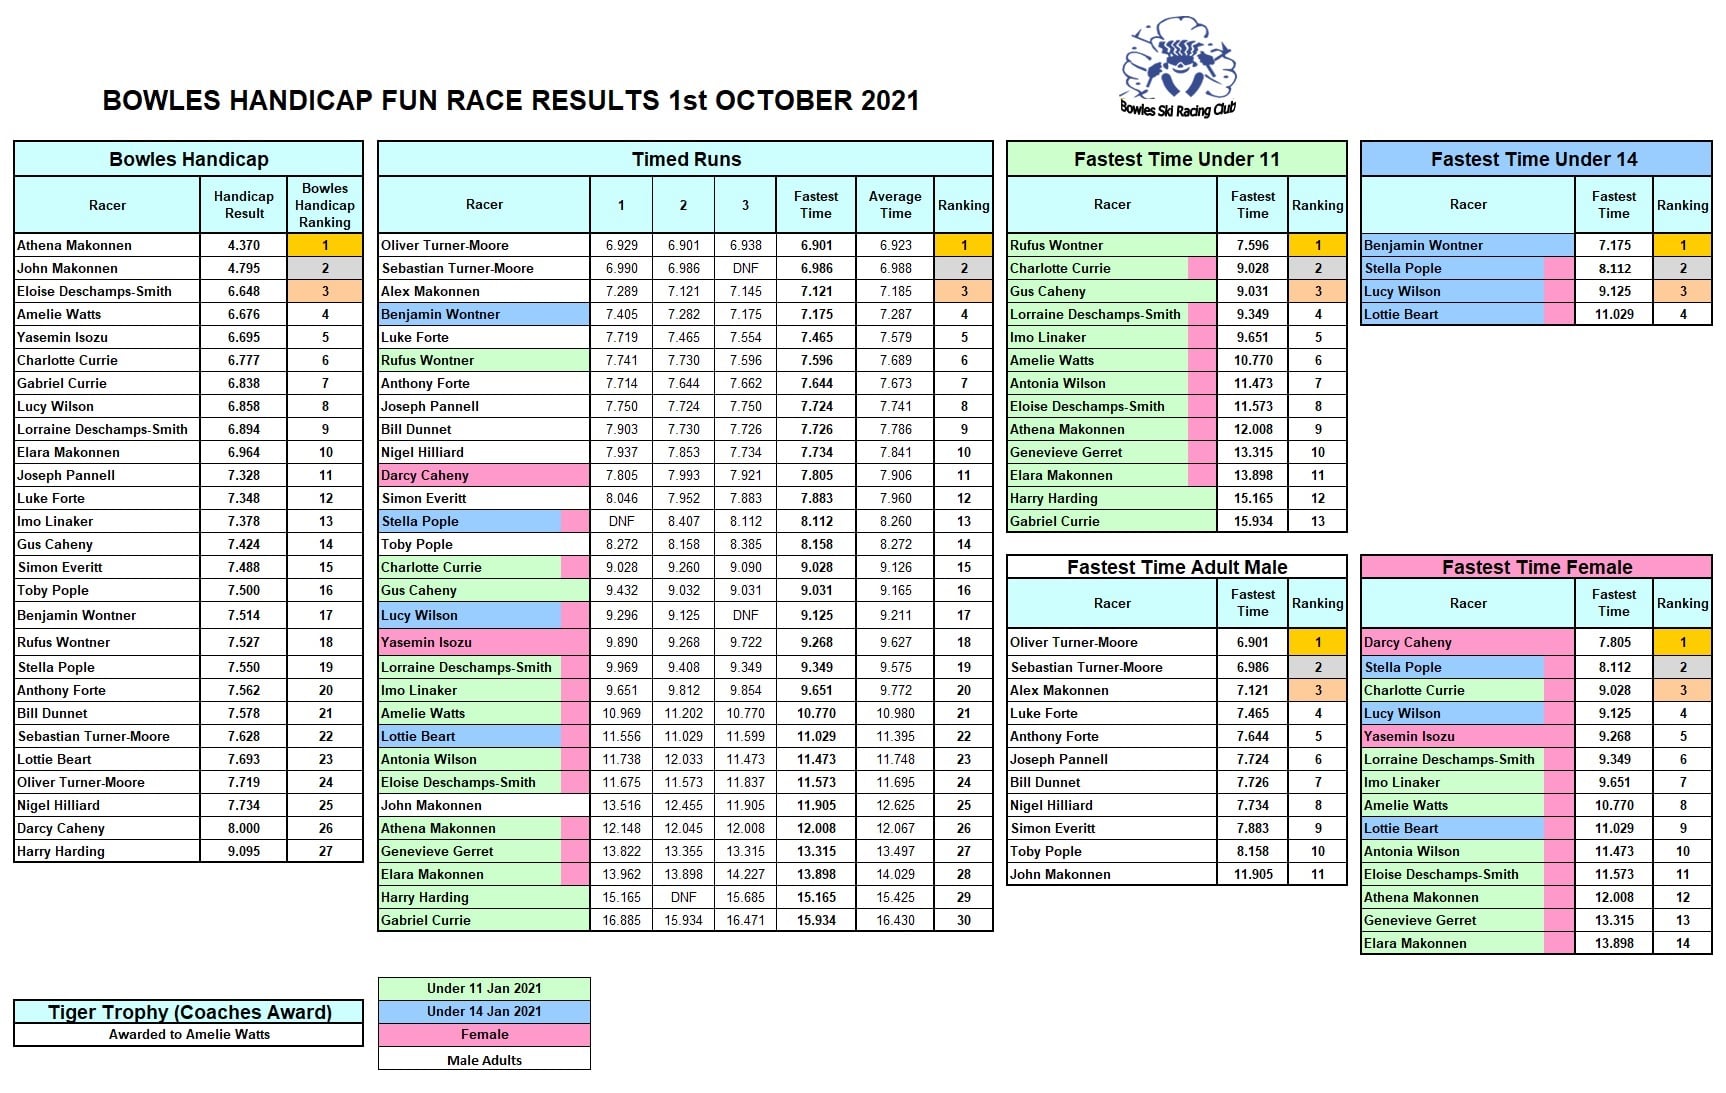 Bowles Ski Racing Club
BOWLES HANDICAP FUN RACE RESULTS 1st OCTOBER 2021
Bowles Handicap
Racer Handicap Result Bowles Handicap Ranking
Athena Makonnen 4.370 1
John Makonnen 4.795 2
Eloise Deschamps-Smith 6.648 3
Amelie Watts 6.676 4
Yasemin Isozu 6.695 5
Charlotte Currie 6.777 6
Gabriel Currie 6.838 7
Lucy Wilson 6.858 8
Lorraine Deschamps-Smith 6.894 9
Elara Makonnen 6.964 10
Joseph Pannell 7.328 11
Luke Forte 7.348 12
Imo Linaker 7.378 13
Gus Caheny 7.424 14
Simon Everitt 7.488 15
Toby Pople 7.500 16
Benjamin Wontner 7.514 17
Rufus Wontner 7.527 18
Stella Pople 7.550 19
Anthony Forte 7.562 20
Bill Dunnet 7.578 21
Sebastian Turner-Moore 7.628 22
Lottie Beart 7.693 23
Oliver Turner-Moore 7.719 24
Nigel Hilliard 7.734 25
Darcy Caheny 8.000 26
Harry Harding 9.095 27
Timed Runs
Racer 1 2 3 Fastest Time Average Time Ranking
Oliver Turner-Moore 6.929 6.901 6.938 6.901 6.923 1
Sebastian Turner-Moore 6.990 6.986 DNF 6.986 6.988 2
Alex Makonnen 7.289 7.121 7.145 7.121 7.185 3
Benjamin Wontner 7.405 7.282 7.175 7.175 7.287 4
Luke Forte 7.719 7.465 7.554 7.465 7.579 5
Rufus Wontner 7.741 7.730 7.596 7.596 7.689 6
Anthony Forte 7.714 7.644 7.662 7.644 7.673 7
Joseph Pannell 7.750 7.724 7.750 7.724 7.741 8
Bill Dunnet 7.903 7.730 7.726 7.726 7.786 9
Nigel Hilliard 7.937 7.853 7.734 7.734 7.841 10
Darcy Caheny 7.805 7.993 7.921 7.805 7.906 11
Simon Everitt 8.046 7.952 7.883 7.883 7.960 12
Stella Pople DNF 8.407 8.112 8.112 8.260 13
Toby Pople 8.272 8.158 8.385 8.158 8.272 14
Charlotte Currie 9.028 9.260 9.090 9.028 9.126 15
Gus Caheny 9.432 9.032 9.031 9.031 9.165 16
Lucy Wilson 9.296 9.125 DNF 9.125 9.211 17
Yasemin Isozu 9.890 9.268 9.722 9.268 9.627 18
Lorraine Deschamps-Smith 9.969 9.408 9.349 9.349 9.575 19
Imo Linaker 9.651 9.812 9.854 9.651 9.772 20
Amelie Watts 10.969 11.202 10.770 10.770 10.980 21
Lottie Beart 11.556 11.029 11.599 11.029 11.395 22
Antonia Wilson 11.738 12.033 11.473 11.473 11.748 23
Eloise Deschamps-Smith 11.675 11.573 11.837 11.573 11.695 24
John Makonnen 13.516 12.455 11.905 11.905 12.625 25
Athena Makonnen 12.148 12.045 12.008 12.008 12.067 26
Genevieve Gerret 13.822 13.355 13.315 13.315 13.497 27
Elara Makonnen 13.962 13.898 14.227 13.898 14.029 28
Harry Harding 15.165 DNF 15.685 15.165 15.425 29
Gabriel Currie 16.885 15.934 16.471 15.934 16.430 30
Fastest Time Under 11
Racer Fastest Time Ranking
Rufus Wontner 7.596 1
Charlotte Currie 9.028 2
Gus Caheny 9.031 3
Lorraine Deschamps-Smith 9.349 4
Imo Linaker 9.651 5
Amelie Watts 10.770 6
Antonia Wilson 11.473 7
Eloise Deschamps-Smith 11.573 8
Athena Makonnen 12.008 9
Genevieve Gerret 13.315 10
Elara Makonnen 13.898 11
Harry Harding 15.165 12
Gabriel Currie 15.934 13
Fastest Time Under 14
Racer Fastest Time Ranking
Benjamin Wontner 7.175 1
Stella Pople 8.112 2
Lucy Wilson 9.125 3
Lottie Beart 11.029 4
Fastest Time Adult Male
Racer Fastest Time Ranking
Oliver Turner-Moore 6.901 1
Sebastian Turner-Moore 6.986 2
Alex Makonnen 7.121 3
Luke Forte 7.465 4
Anthony Forte 7.644 5
Joseph Pannell 7.724 6
Bill Dunnet 7.726 7
Nigel Hilliard 7.734 8
Simon Everitt 7.883 9
Toby Pople 8.158 10
John Makonnen 11.905 11
Fastest Time Female
Racer Fastest Time Ranking
Darcy Caheny 7.805 1
Stella Pople 8.112 2
Charlotte Currie 9.028 3
Lucy Wilson 9.125 4
Yasemin Isozu 9.268 5
Lorraine Deschamps-Smith 9.349 6
Imo Linaker 9.651 7
Amelie Watts 10.770 8
Lottie Beart 11.029 9
Antonia Wilson 11.473 10
Eloise Deschamps-Smith 11.573 11
Athena Makonnen 12.008 12
Genevieve Gerret 13.315 13
Elara Makonnen 13.898 14
Tiger Trophy (Coaches Award)
Awarded to Amelie Watts
Under 11 Jan 2021
Under 14 Jan 2021
Female
Male Adults